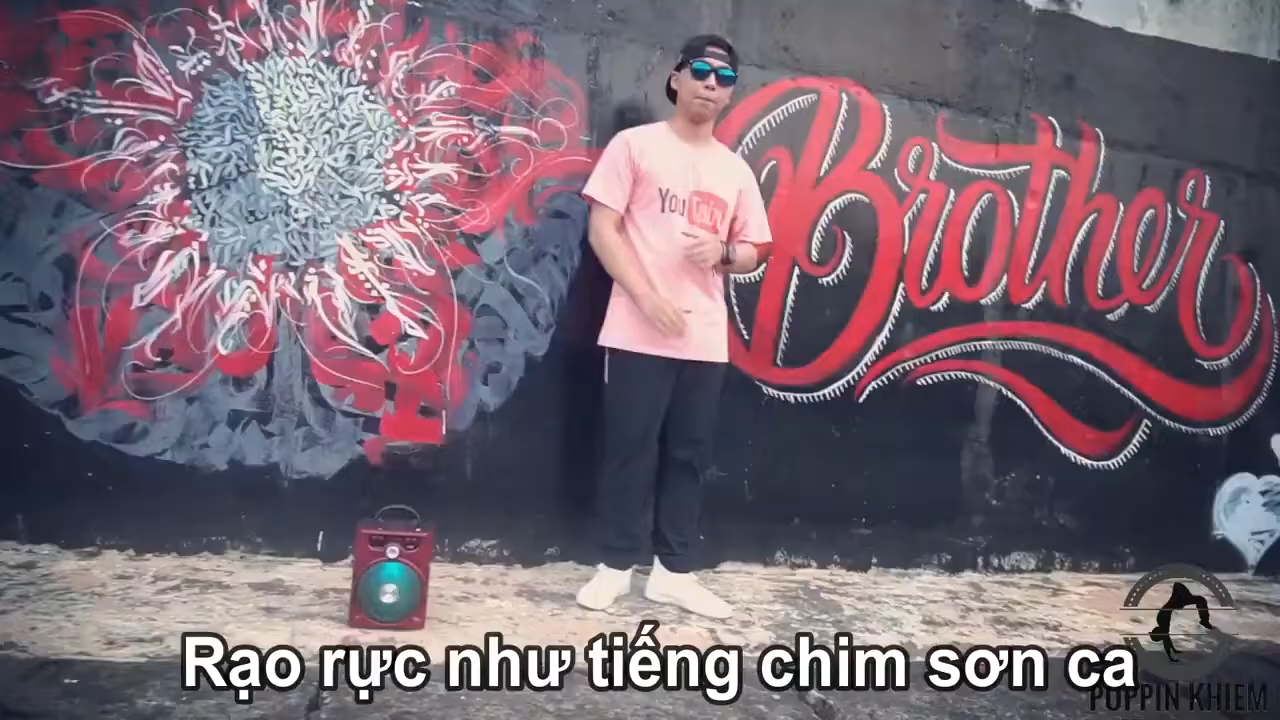 Brother
You
Rạo rực như tiếng chim sơn ca
POPPIN KHIEM